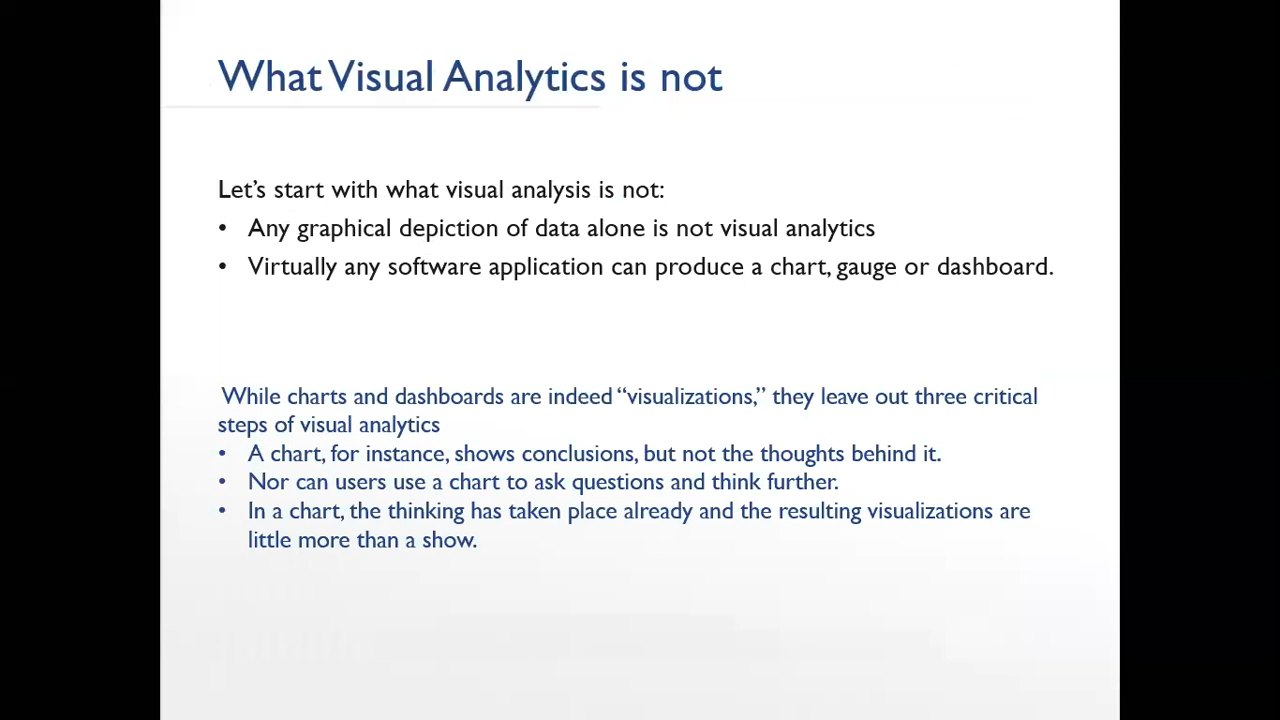 What Visual Analytics is not
Let’s start with what visual analysis is not:
• Any graphical depiction of data alone is not visual analytics
• Virtually any software application can produce a chart, gauge or dashboard.
While charts and dashboards are indeed “visualizations,” they leave out three critical
steps of visual analytics
• A chart, for instance, shows conclusions, but not the thoughts behind it.
• Nor can users use a chart to ask questions and think further.
• In a chart, the thinking has taken place already and the resulting visualizations are
little more than a show.